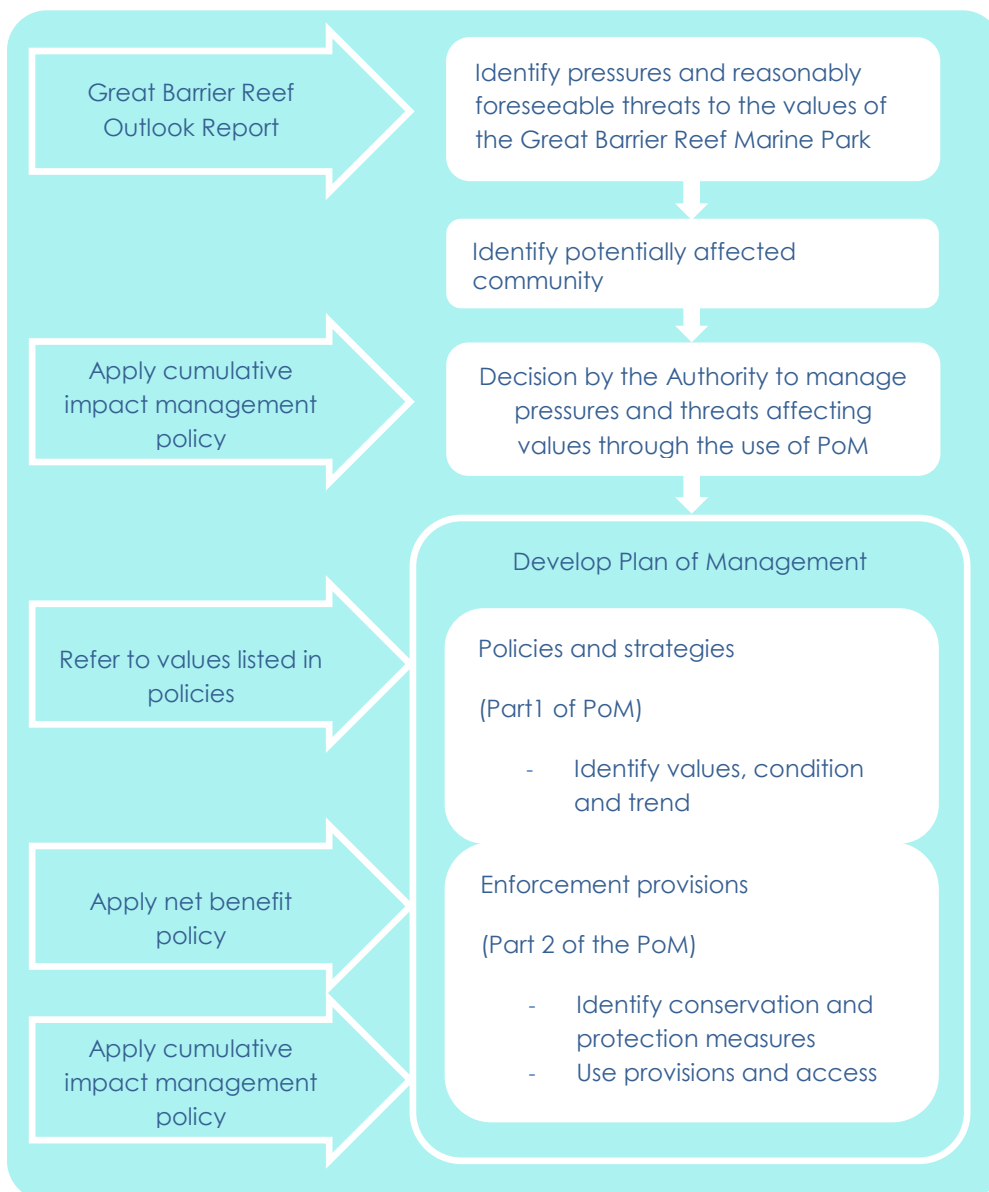 Great Barrier Reef
Outlook Report
Identify pressures and reasonably
foreseeable threats to the values of
the Great Barrier Reef Marine Park
Identify potentially affected
community
Apply cumulative
impact management
policy
Decision by the Authority to manage
pressures and threats affecting
values through the use of PoM
Develop Plan of Management
Refer to values listed in
policies
Policies and strategies
(Part1 of PoM)
- Identify values, condition
and trend
Apply net benefit
policy
Enforcement provisions
(Part 2 of the PoM)
- Identify conservation and
protection measures
- Use provisions and access
Apply cumulative
impact management
policy